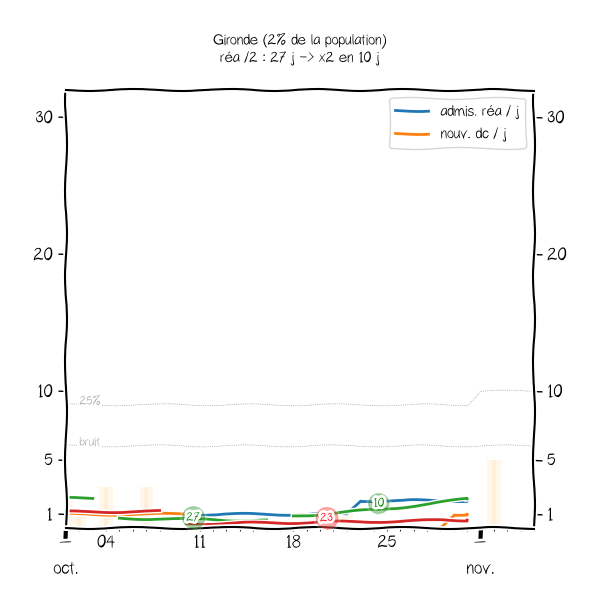 Gironde (2% de la population)
réa /2 : 27 j -> x2 en 10 j
admis. réa / j
nouv. dc / j
30
30
20
20
10
10
25%
bruit
5
5
1
1
10
27
23
04
11
18
25
oct.
nov.